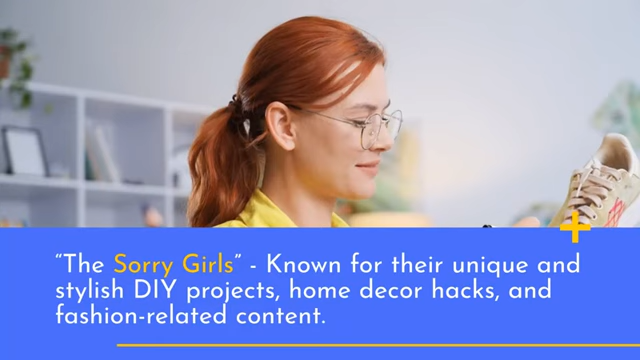 “The Sorry Girls” - Known for their unique and
stylish DIY projects, home decor hacks, and
fashion-related content.